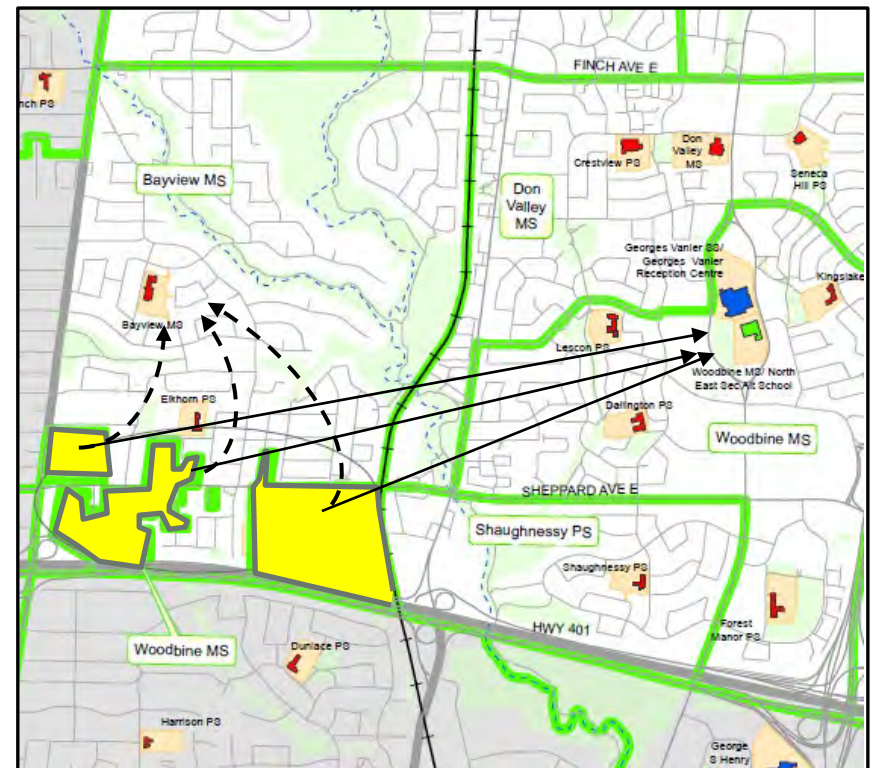 FINCH AVE E
nch PS
Crestview PS
Don
Valley
MS
Seneca
Hill PS
Bayview MS
Don
Valley
MS
Georges Vanier SS/
Georges Vanier
Reception Centre
Kingslake
Bayview MS
Lescon PS
Woodbine MS/ North
East Sec Alt School
Elkhorn PS
Dallington PS
Woodbine MS
SHEPPARD AVE E
Shaughnessy PS
Shaughnessy PS
HWY 401
Forest
Manor PS
Woodbine MS
Dunlace PS
Harrison PS
George
S Henry